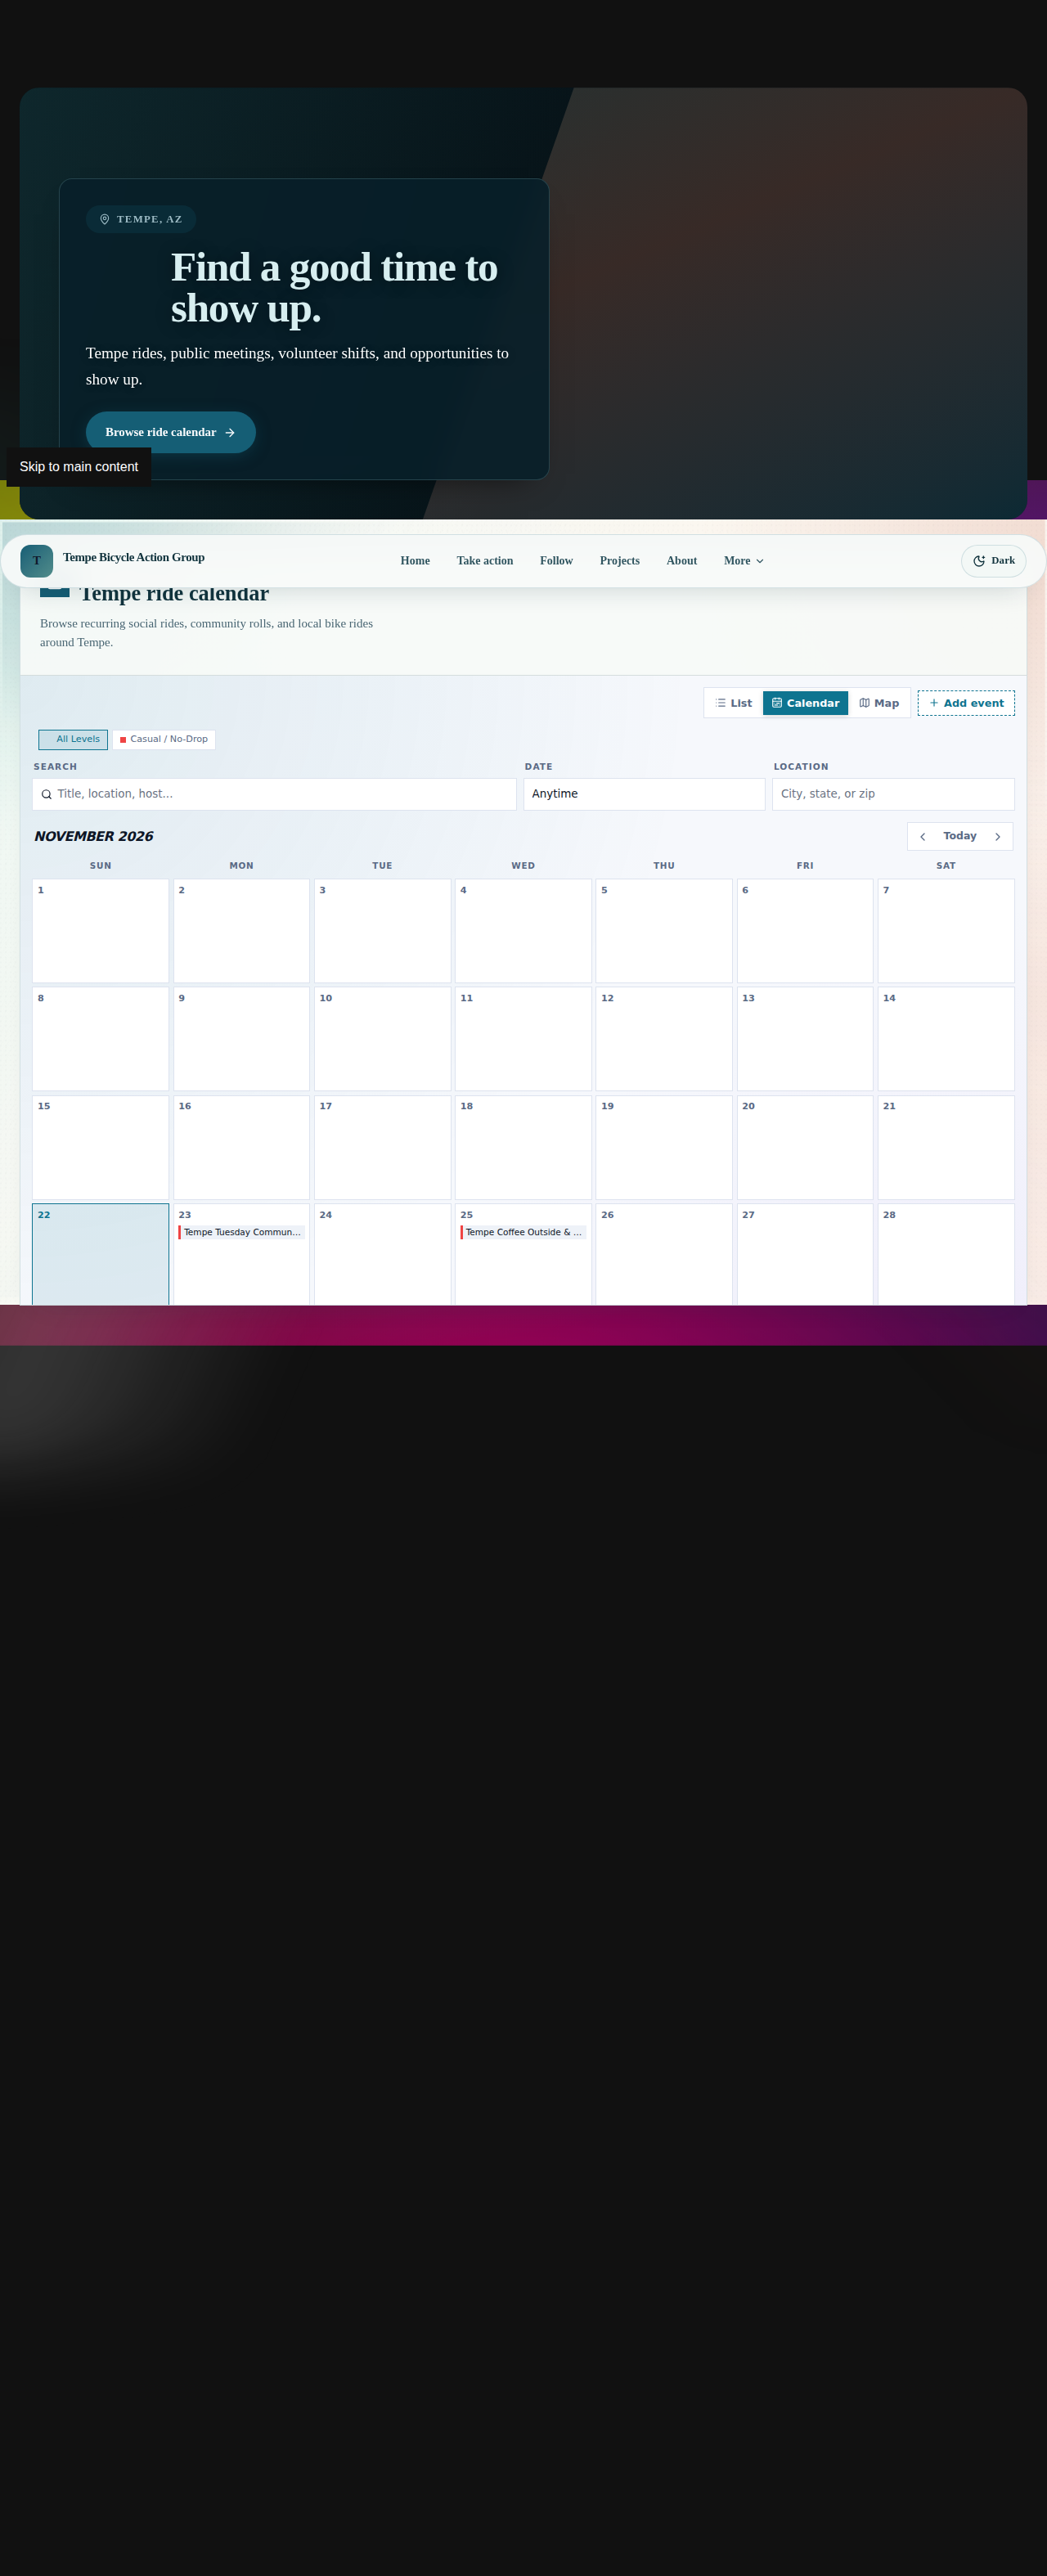 TEMPE, AZ
Find a good time to
show up.
Tempe rides, public meetings, volunteer shifts, and opportunities to
show up.
Browse ride calendar
Skip to main content
T
Tempe Bicycle Action Group
Home
Take action
Follow
Projects
About
More
Dark
Tempe ride calendar
Browse recurring social rides, community rolls, and local bike rides
around Tempe.
List
Calendar
Map
Add event
All Levels
Casual / No-Drop
SEARCH
DATE
LOCATION
Title, location, host...
Anytime
City, state, or zip
NOVEMBER 2026
Today
SUN
MON
TUE
WED
THU
FRI
SAT
1
2
3
4
5
6
7
8
9
10
11
12
13
14
15
16
17
18
19
20
21
22
23
Tempe Tuesday Commun...
24
25
Tempe Coffee Outside & ...
26
27
28